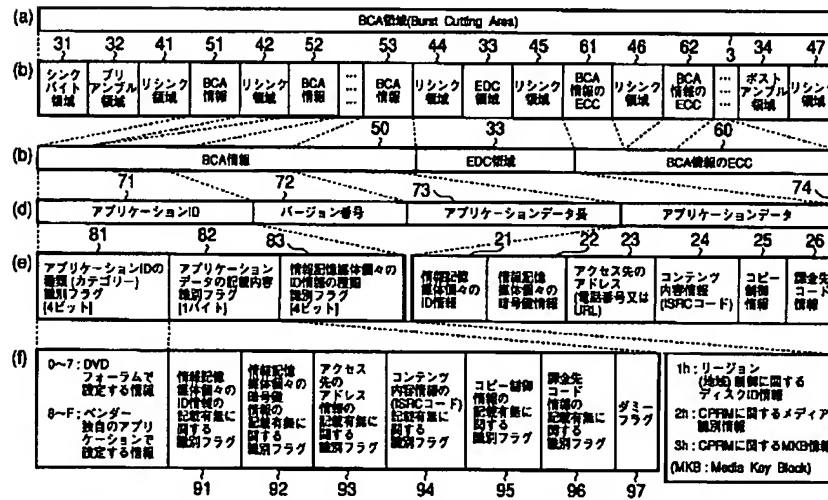 (a)
BCA領域(Burst Cutting Area)
31 32 41 51 42 52 53 44 33 45 61 46 62 3 34 47
(b)
シンク
バイト
領域
プリ
アンブル
領域
リシンク
領域
BCA
情報
リシンク
領域
BCA
情報
... ...
BCA
情報
リシンク
領域
EDC
領域
リシンク
領域
BCA
情報の
ECC
リシンク
領域
BCA
情報の
ECC
... ...
ポスト
アンブル
領域
リシンク
領域
50 33 60
(b)
BCA情報
EDC領域
BCA情報のECC
71 72 73 74
(d)
アプリケーションID
バージョン番号
アプリケーションデータ長
アプリケーションデータ
81 82 83 21 22 23 24 25 26
(e)
アプリケーションIDの
種類(カテゴリー)
識別フラグ
[4ビット]
アプリケーション
データの記載内容
識別フラグ
[1バイト]
情報記憶媒体個々の
ID情報の種類
識別フラグ
[4ビット]
情報記憶
媒体個々の
ID情報
情報記憶
媒体個々の
暗号鍵情報
アクセス先の
アドレス
(電話番号又は
URL)
コンテンツ
内容情報
(ISRCコード)
コピー
制御
情報
課金先
コード
情報
(f)
0~7:DVD
フォーラムで
設定する情報
8~F:ベンダー
独自のアプリ
ケーションで
設定する情報
情報記憶
媒体個々の
ID情報の
記載有無に
関する
識別フラグ
情報記憶
媒体個々の
暗号鍵
情報の
記載有無に
関する
識別フラグ
アクセス
先の
アドレス
情報の
記載有無に
関する
識別フラグ
コンテンツ
内記情報の
(ISRCコード)
記載有無に
関する
識別フラグ
コピー制御
情報の
記載有無に
関する
識別フラグ
課金先
コード
情報の
記載有無に
関する
識別フラグ
ダミー
フラグ
1h:リージョン
(地域)制御に関する
ディスクID情報
2h:CPRMに関するメディア
識別情報
3h:CPRMに関するMKB情報
(MKB:Media Key Block)
91 92 93 94 95 96 97